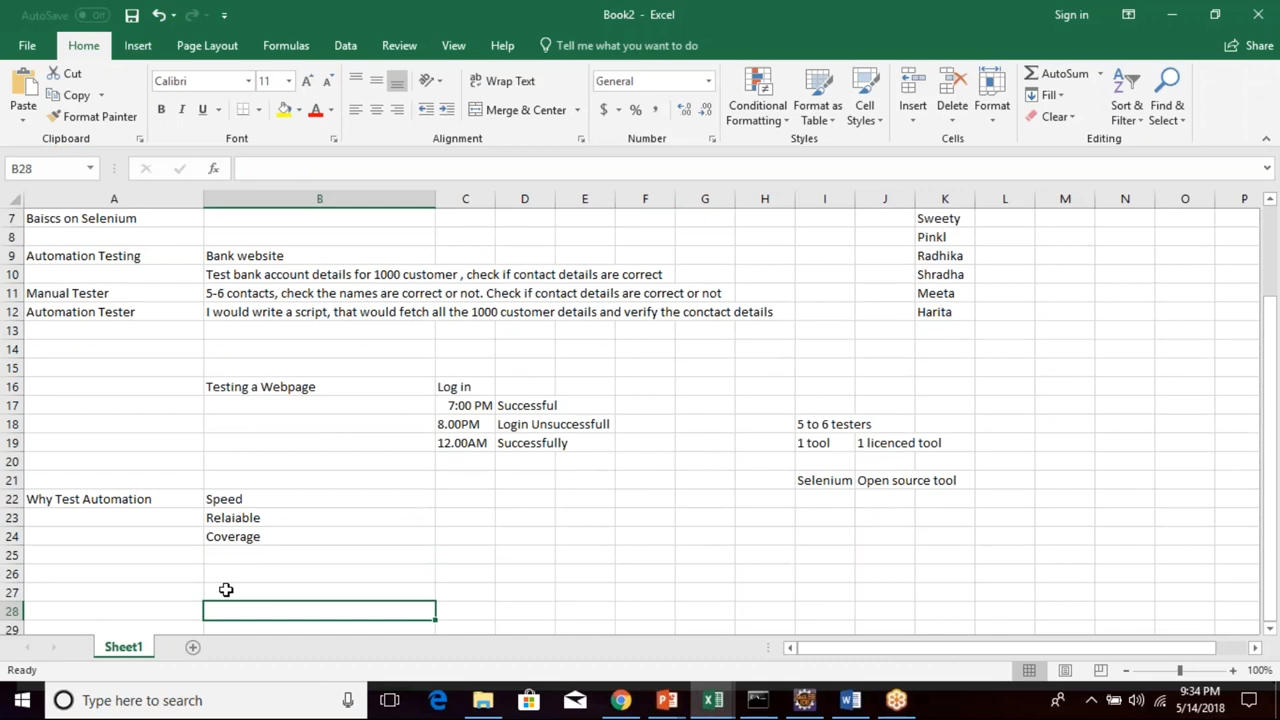 AutoSave Off Book2 - Excel Sign in
File Home Insert Page Layout Formulas Data Review View Help Tell me what you want to do Share
Paste Cut Copy Format Painter Clipboard
Calibri 11 B I U Font
Wrap Text Merge & Center Alignment
General $ % , Number
Conditional Formatting Format as Table Cell Styles Styles
Insert Delete Format Cells
AutoSum Fill Clear Sort & Filter Find & Select Editing
B28 fx
A B C D E F G H I J K L M N O P
7 Baiscs on Selenium Sweety
8 Pinkl
9 Automation Testing Bank website Radhika
10 Test bank account details for 1000 customer , check if contact details are correct Shradha
11 Manual Tester 5-6 contacts, check the names are correct or not. Check if contact details are correct or not Meeta
12 Automation Tester I would write a script, that would fetch all the 1000 customer details and verify the conctact details Harita
13
14
15
16 Testing a Webpage Log in
17 7:00 PM Successful
18 8.00PM Login Unsuccessfull 5 to 6 testers
19 12.00AM Successfully 1 tool 1 licenced tool
20
21 Selenium Open source tool
22 Why Test Automation Speed
23 Relaiable
24 Coverage
25
26
27
28
29
Sheet1
Ready 100%
Type here to search 9:34 PM
5/14/2018